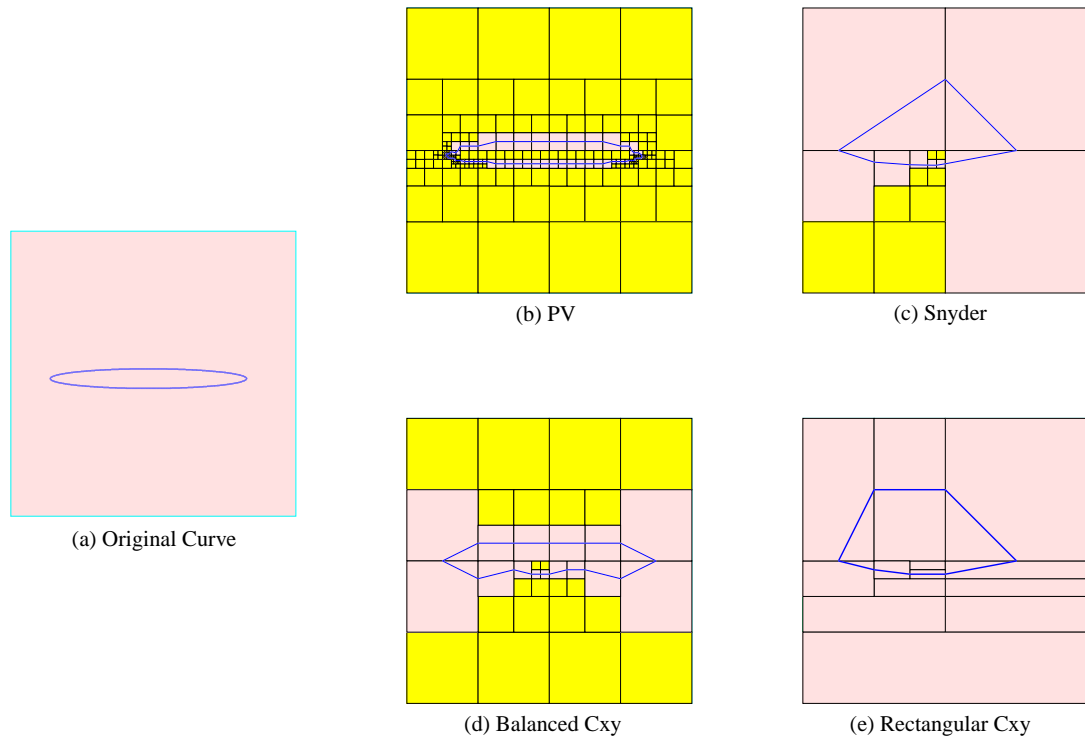 (b) PV
(c) Snyder
(a) Original Curve
(d) Balanced Cxy
(e) Rectangular Cxy